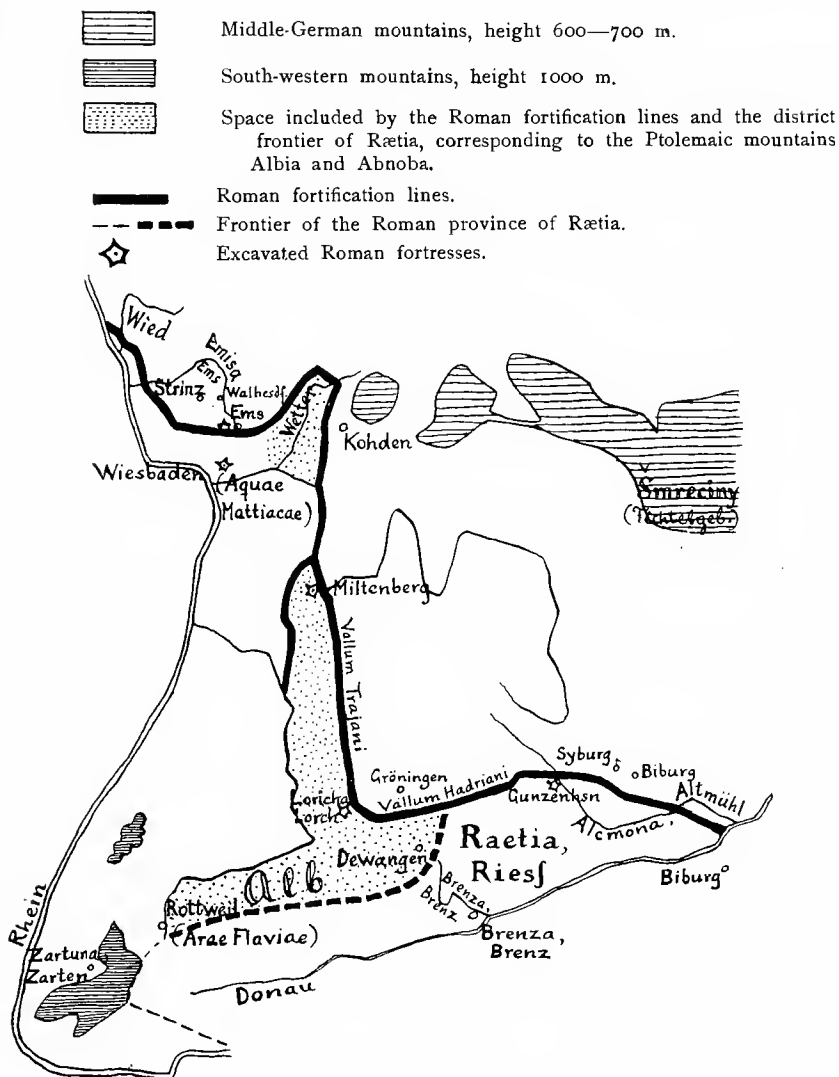 Middle-German mountains, height 600—700 m.
South-western mountains, height 1000 m.
Space included by the Roman fortification lines and the district
frontier of Rætia, corresponding to the Ptolemaic mountains
Albia and Abnoba.
Roman fortification lines.
Frontier of the Roman province of Rætia.
Excavated Roman fortresses.
Wied
Emisa
Ems
Strinz
Walhesdf.
Ems
Wetter
Kohden
Wiesbaden
(Aquae
Mattiacae)
Smreciny
(Fichtelgeb.)
Miltenberg
Vallum Trajani
Gröningen
Vallum Hadriani
Syburg
Biburg
Gunzenhsn
Altmühl
Alcmona,
Loricha
Lorch
Dewangen
Raetia,
Riess
Biburg
Alb
Brenza,
Brenz
Rottweil
(Arae Flaviae)
Brenza,
Brenz
Rhein
Zartuna
Zarten
Donau